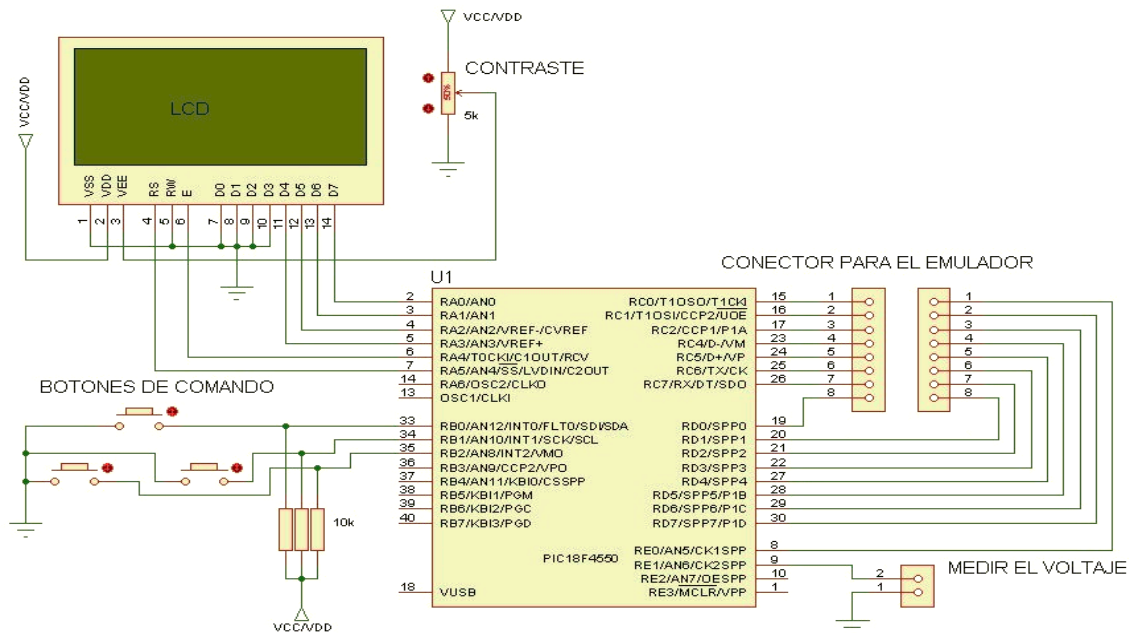 VCC/VDD
VCC/VDD
CONTRASTE
50%
5k
LCD
VSS
VDD
VEE
RS
RW
E
D0
D1
D2
D3
D4
D5
D6
D7
1
2
3
4
5
6
7
8
9
10
11
12
13
14
U1
CONECTOR PARA EL EMULADOR
2 RA0/AN0
3 RA1/AN1
4 RA2/AN2/VREF-/CVREF
5 RA3/AN3/VREF+
6 RA4/T0CKI/C1OUT/RCV
7 RA5/AN4/SS/LVDIN/C2OUT
14 RA6/OSC2/CLKO
13 OSC1/CLKI
33 RB0/AN12/INT0/FLT0/SDI/SDA
34 RB1/AN10/INT1/SCK/SCL
35 RB2/AN8/INT2/VMO
36 RB3/AN9/CCP2/VPO
37 RB4/AN11/KBI0/CSSPP
38 RB5/KBI1/PGM
39 RB6/KBI2/PGC
40 RB7/KBI3/PGD
18 VUSB
RC0/T1OSO/T1CKI 15
RC1/T1OSI/CCP2/UOE 16
RC2/CCP1/P1A 17
RC4/D-/VM 23
RC5/D+/VP 24
RC6/TX/CK 25
RC7/RX/DT/SDO 26
RD0/SPP0 19
RD1/SPP1 20
RD2/SPP2 21
RD3/SPP3 22
RD4/SPP4 27
RD5/SPP5/P1B 28
RD6/SPP6/P1C 29
RD7/SPP7/P1D 30
RE0/AN5/CK1SPP 8
RE1/AN6/CK2SPP 9
RE2/AN7/OESPP 10
RE3/MCLR/VPP 1
PIC18F4550
1
2
3
4
5
6
7
8
1
2
3
4
5
6
7
8
BOTONES DE COMANDO
10k
VCC/VDD
MEDIR EL VOLTAJE
2
1